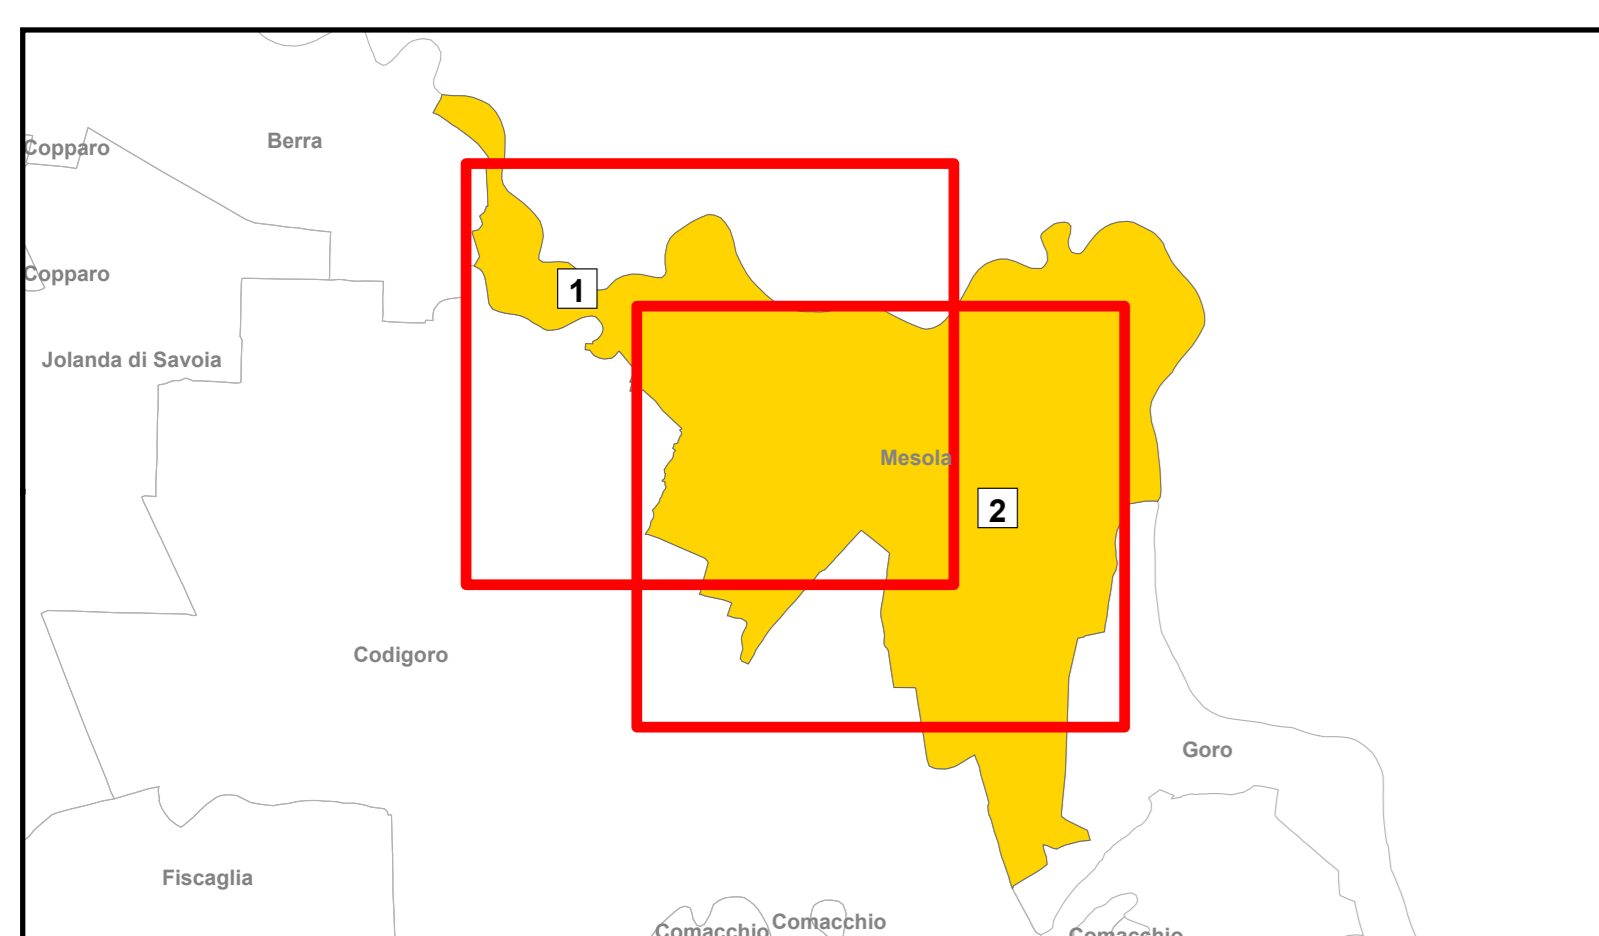 Berra
Copparo
Copparo
1
Jolanda di Savoia
Mesola
2
Codigoro
Goro
Fiscaglia
Comacchio
Comacchio
Comacchio